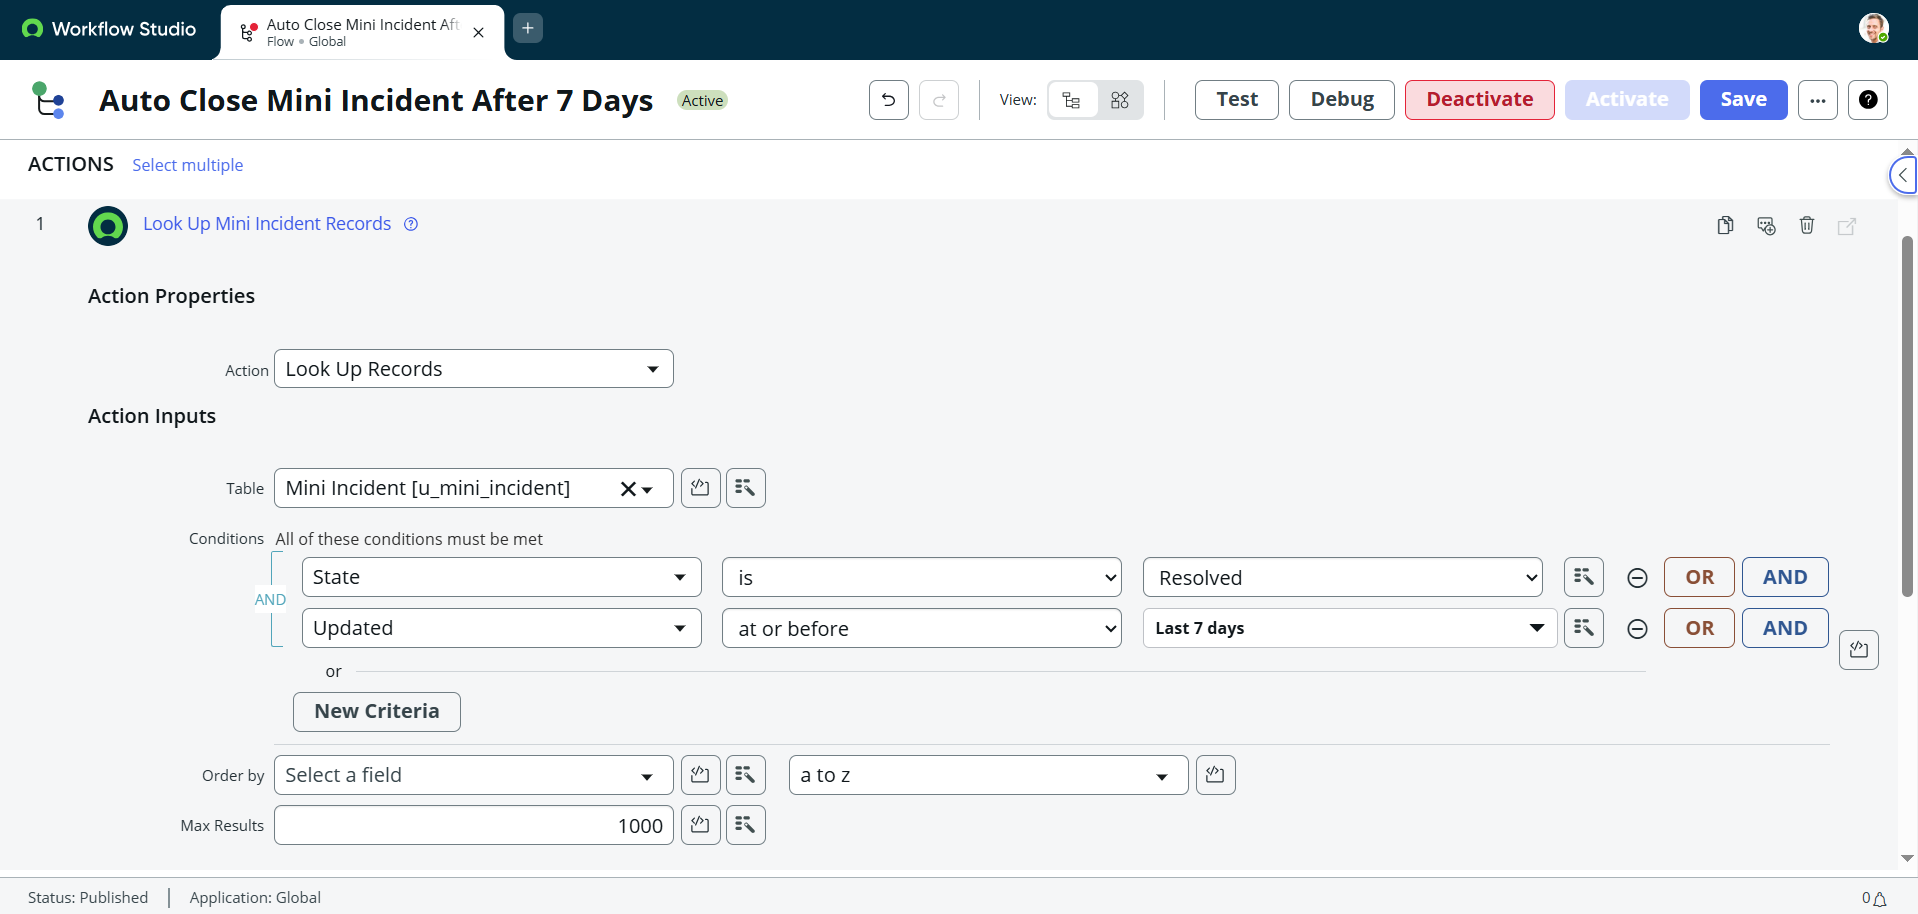 Workflow Studio
Auto Close Mini Incident Aft
Flow • Global
Auto Close Mini Incident After 7 Days
Active
View:
Test
Debug
Deactivate
Activate
Save
ACTIONS
Select multiple
1
Look Up Mini Incident Records
Action Properties
Action
Look Up Records
Action Inputs
Table
Mini Incident [u_mini_incident]
Conditions
All of these conditions must be met
State
is
Resolved
OR
AND
AND
Updated
at or before
Last 7 days
OR
AND
or
New Criteria
Order by
Select a field
a to z
Max Results
1000
Status: Published
Application: Global
0